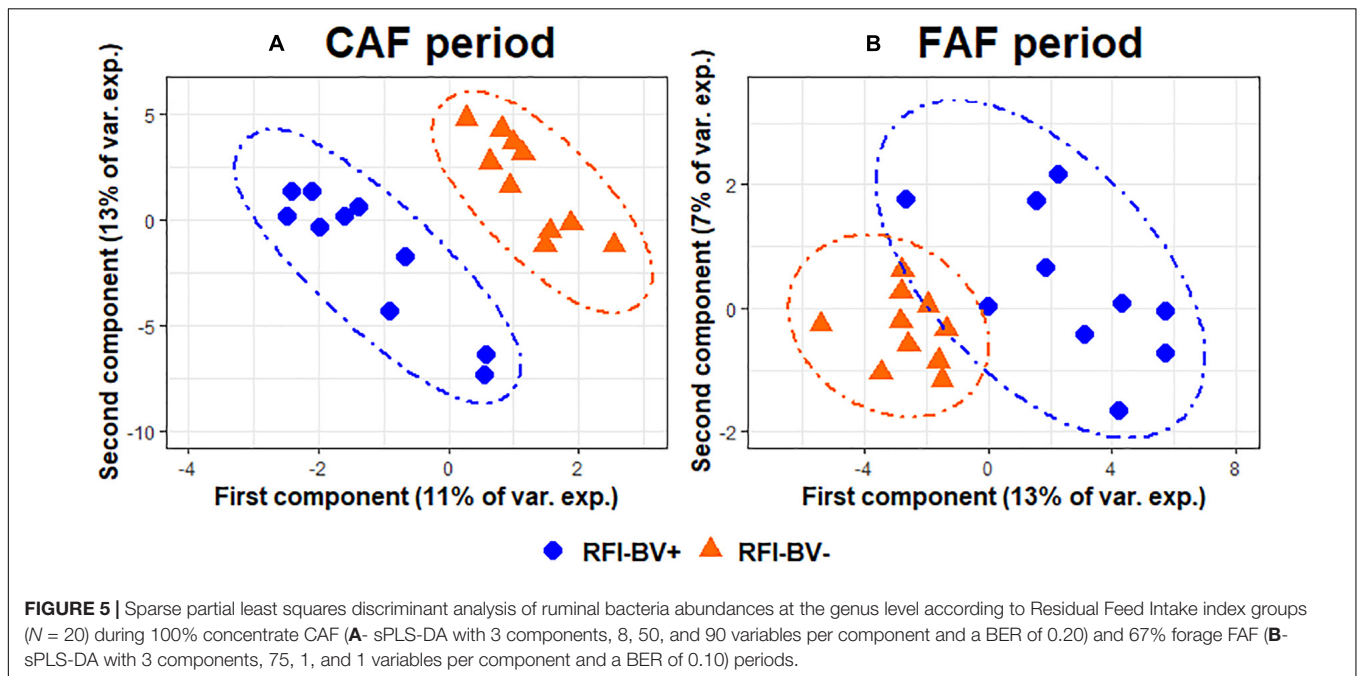 A CAF period
B FAF period
Second component (13% of var. exp.)
5
0
-5
-10
-4
-2
0
2
First component (11% of var. exp.)
Second component (7% of var. exp.)
2
0
-2
-4
0
4
8
First component (13% of var. exp.)
RFI-BV+ RFI-BV-
FIGURE 5 | Sparse partial least squares discriminant analysis of ruminal bacteria abundances at the genus level according to Residual Feed Intake index groups
(N = 20) during 100% concentrate CAF (A- sPLS-DA with 3 components, 8, 50, and 90 variables per component and a BER of 0.20) and 67% forage FAF (B-
sPLS-DA with 3 components, 75, 1, and 1 variables per component and a BER of 0.10) periods.